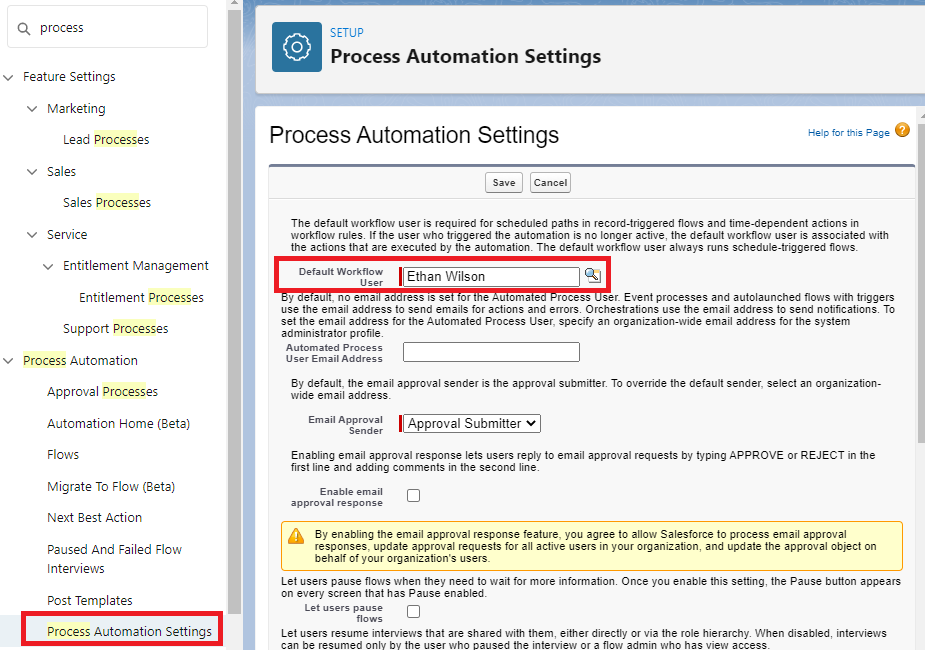 process
Feature Settings
Marketing
Lead Processes
Sales
Sales Processes
Service
Entitlement Management
Entitlement Processes
Support Processes
Process Automation
Approval Processes
Automation Home (Beta)
Flows
Migrate To Flow (Beta)
Next Best Action
Paused And Failed Flow
Interviews
Post Templates
Process Automation Settings
SETUP
Process Automation Settings
Process Automation Settings
Help for this Page ?
Save Cancel
The default workflow user is required for scheduled paths in record-triggered flows and time-dependent actions in
workflow rules. If the user who triggered the automation is no longer active, the default workflow user is associated with
the actions that are executed by the automation. The default workflow user always runs schedule-triggered flows.
Default Workflow
User
Ethan Wilson
By default, no email address is set for the Automated Process User. Event processes and autolaunched flows with triggers
use the email address to send emails for actions and errors. Orchestrations use the email address to send notifications. To
set the email address for the Automated Process User, specify an organization-wide email address for the system
administrator profile.
Automated Process
User Email Address
By default, the email approval sender is the approval submitter. To override the default sender, select an organization-
wide email address.
Email Approval
Sender
Approval Submitter
Enabling email approval response lets users reply to email approval requests by typing APPROVE or REJECT in the
first line and adding comments in the second line.
Enable email
approval response
By enabling the email approval response feature, you agree to allow Salesforce to process email approval
responses, update approval requests for all active users in your organization, and update the approval object on
behalf of your organization's users.
Let users pause flows when they need to wait for more information. Once you enable this setting, the Pause button appears
on every screen that has Pause enabled.
Let users pause
flows
Let users resume interviews that are shared with them, either directly or via the role hierarchy. When disabled, interviews
can be resumed only by the user who paused the interview or a flow admin who has view access.